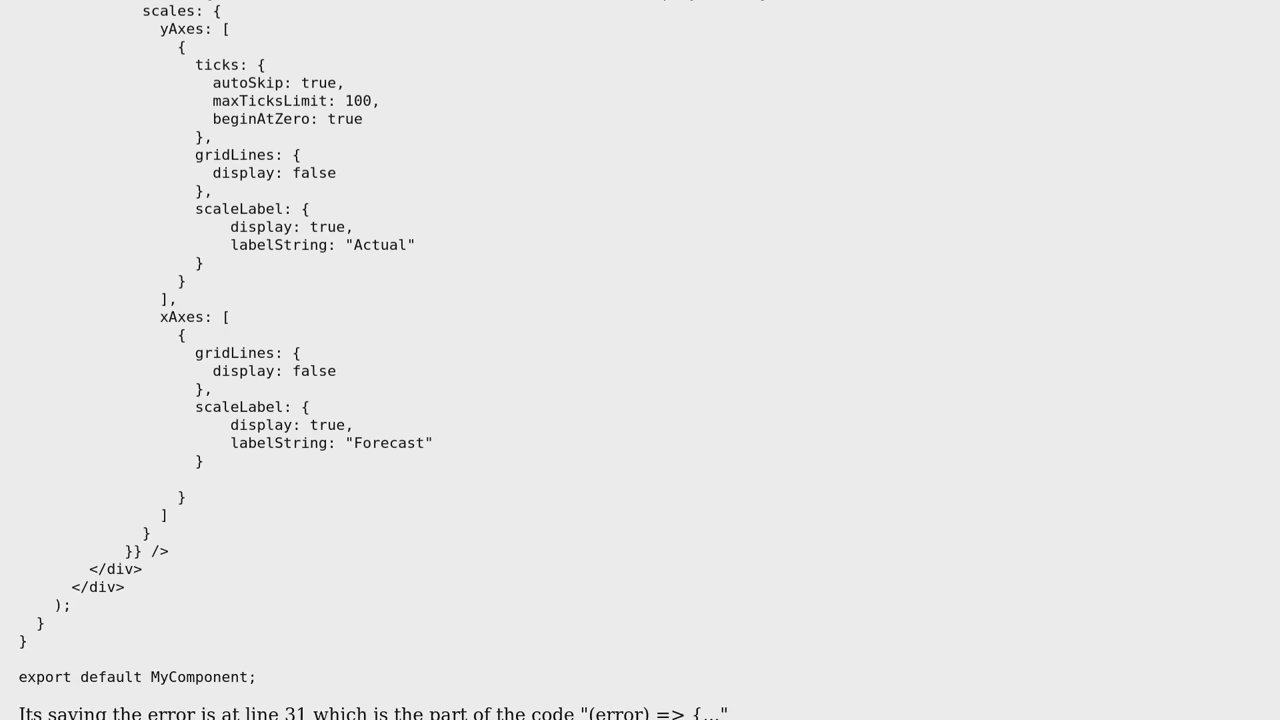 scales: {
yAxes: [
{
ticks: {
autoSkip: true,
maxTicksLimit: 100,
beginAtZero: true
},
gridLines: {
display: false
},
scaleLabel: {
display: true,
labelString: "Actual"
}
}
],
xAxes: [
{
gridLines: {
display: false
},
scaleLabel: {
display: true,
labelString: "Forecast"
}
}
]
}
}} />
</div>
</div>
);
}
}
export default MyComponent;
Its saying the error is at line 31 which is the part of the code "(error) => {..."